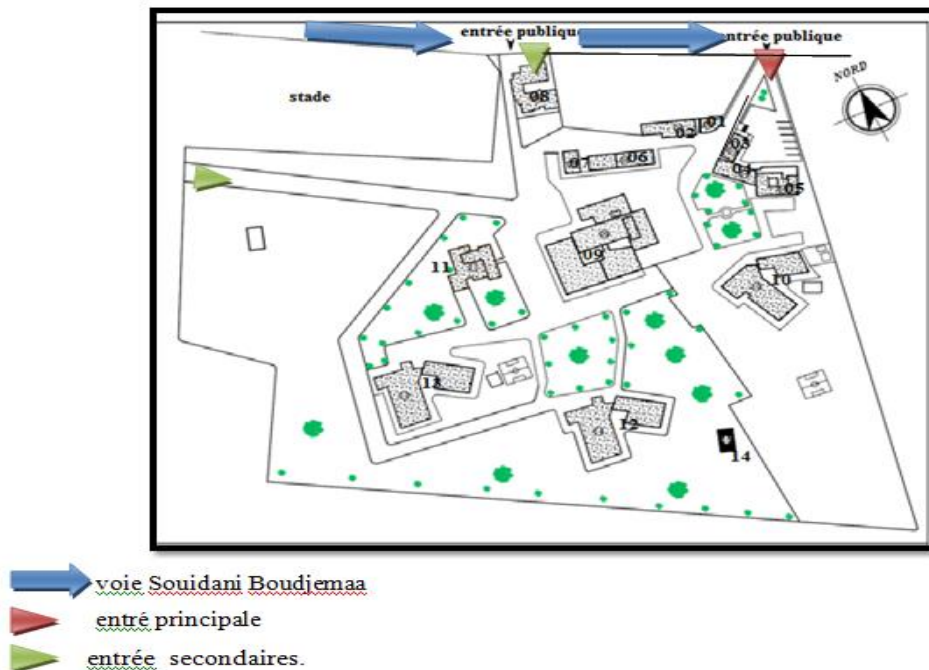 entrée publique
entrée publique
NORD
stade
08
01
02
03
07
06
04
05
09
11
10
13
12
14
voie Souidani Boudjemaa
entré principale
entrée secondaires.